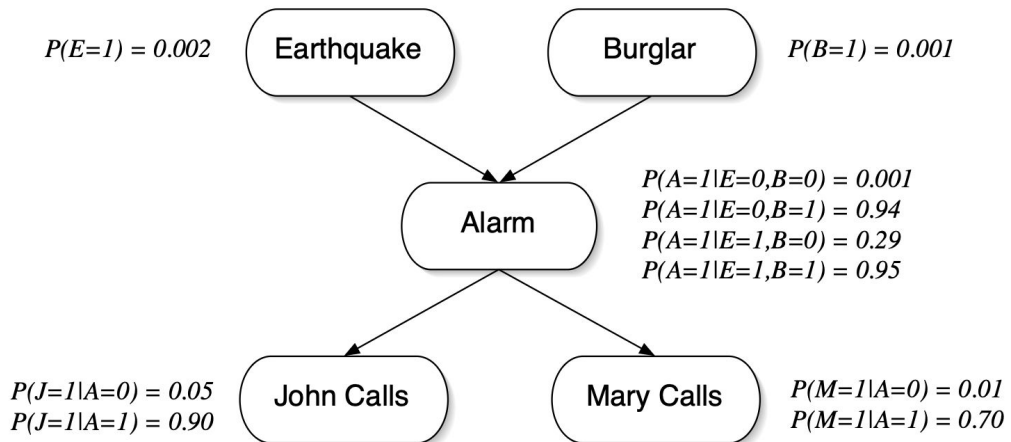 P(E=1) = 0.002
Earthquake
Burglar
P(B=1) = 0.001
Alarm
P(A=1|E=0,B=0) = 0.001
P(A=1|E=0,B=1) = 0.94
P(A=1|E=1,B=0) = 0.29
P(A=1|E=1,B=1) = 0.95
P(J=1|A=0) = 0.05
P(J=1|A=1) = 0.90
John Calls
Mary Calls
P(M=1|A=0) = 0.01
P(M=1|A=1) = 0.70